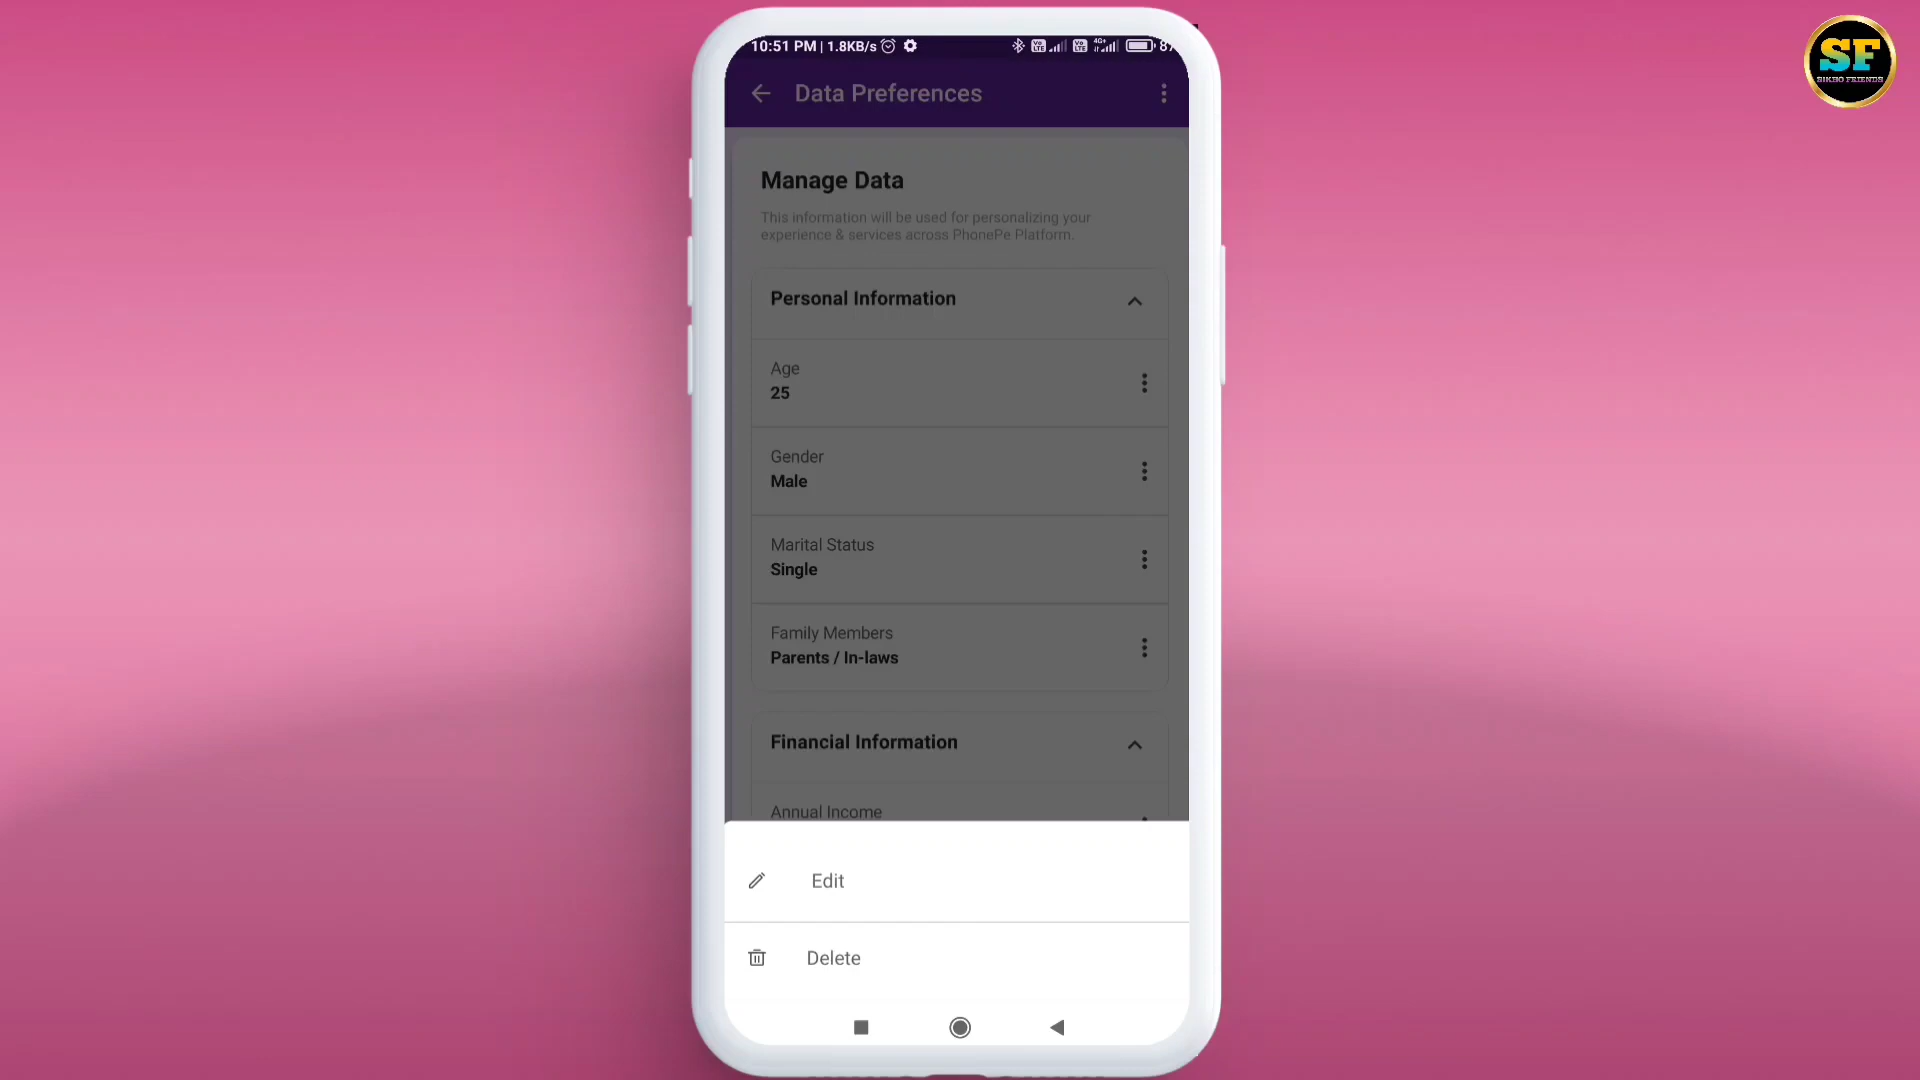 10:51 PM | 1.8KB/s
Data Preferences
Manage Data
This information will be used for personalizing your
experience & services across PhonePe Platform.
Personal Information
Age
25
Gender
Male
Marital Status
Single
Family Members
Parents / In-laws
Financial Information
Annual Income
Edit
Delete
SF
SIKHO FRIENDS